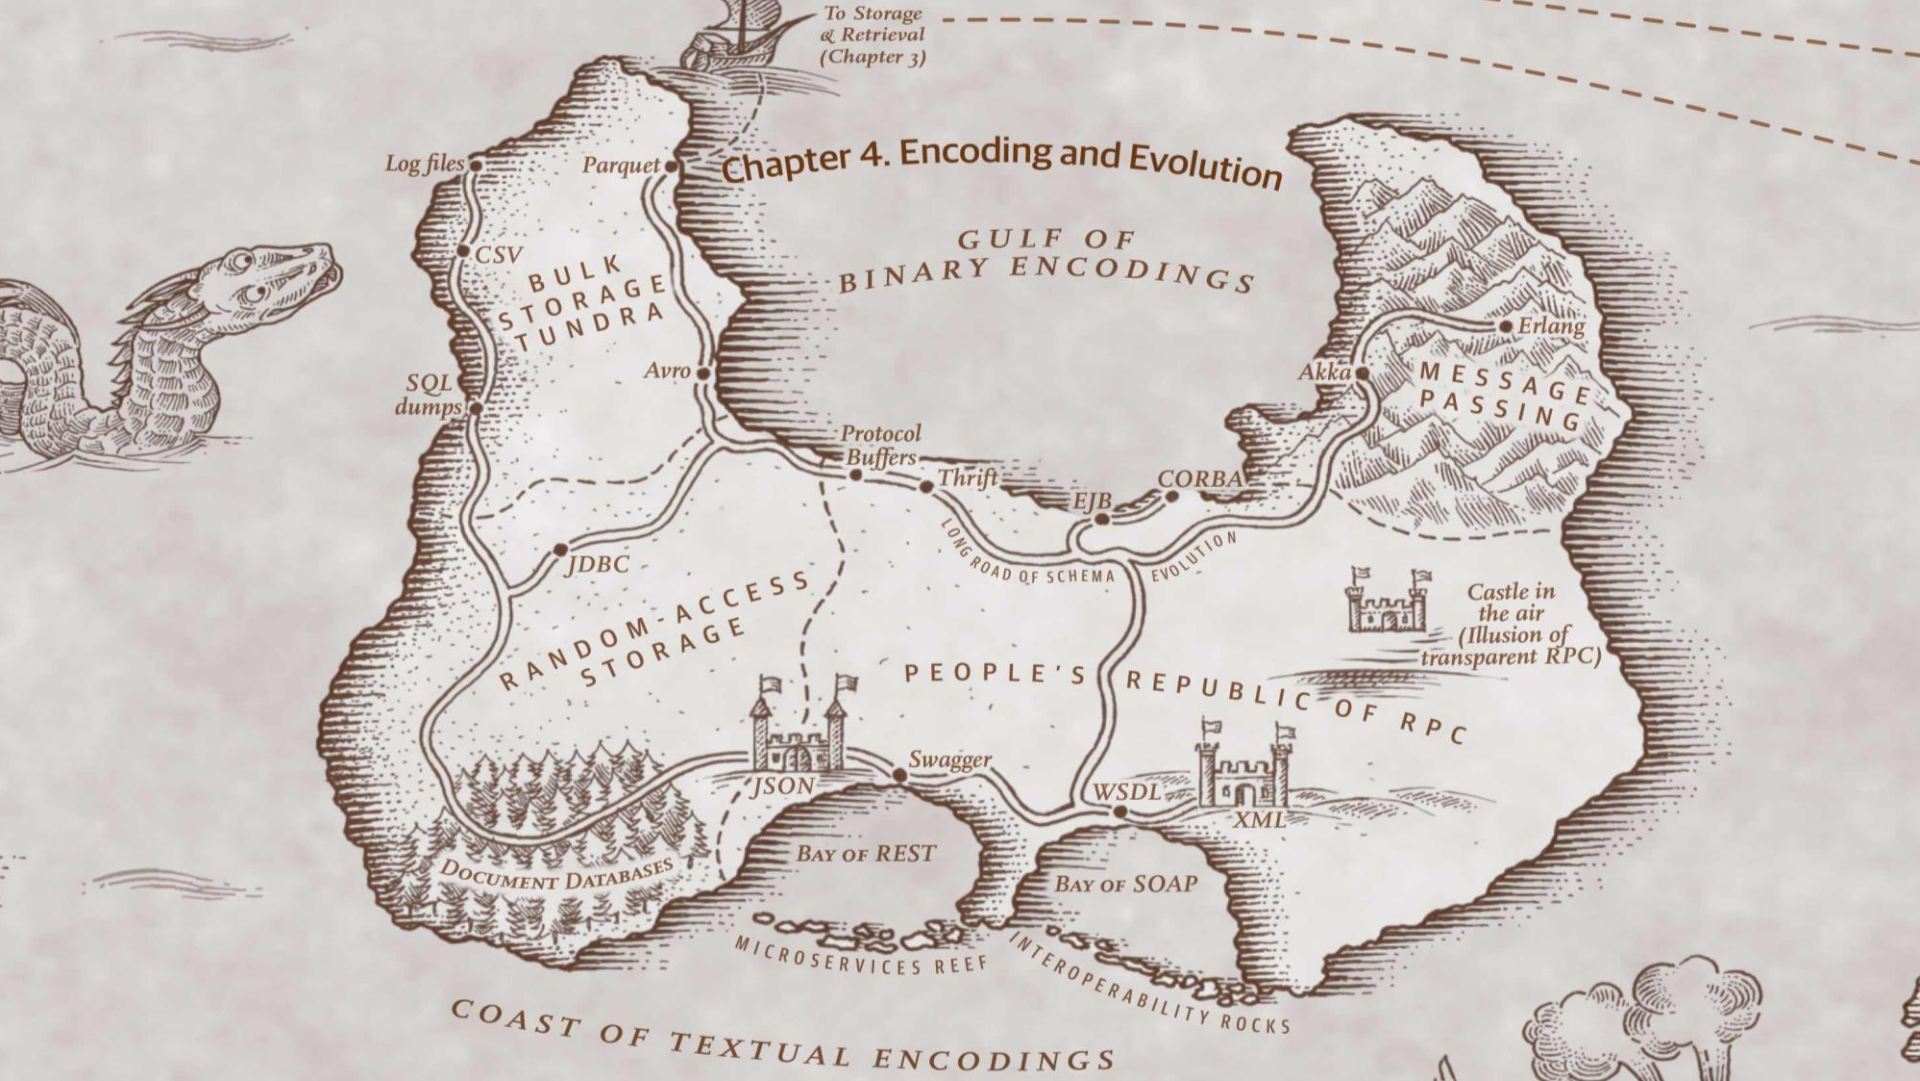 To Storage
& Retrieval
(Chapter 3)
Chapter 4. Encoding and Evolution
Log files
Parquet
GULF OF
BINARY ENCODINGS
CSV
BULK
STORAGE
TUNDRA
Erlang
SQL
dumps
Avro
Akka
MESSAGE
PASSING
Protocol
Buffers
Thrift
EJB
CORBA
LONG ROAD OF SCHEMA EVOLUTION
JDBC
RANDOM-ACCESS
STORAGE
Castle in
the air
(Illusion of
transparent RPC)
PEOPLE'S REPUBLIC OF RPC
JSON
Swagger
WSDL
XML
DOCUMENT DATABASES
BAY OF REST
BAY OF SOAP
MICROSERVICES REEF
INTEROPERABILITY ROCKS
COAST OF TEXTUAL ENCODINGS